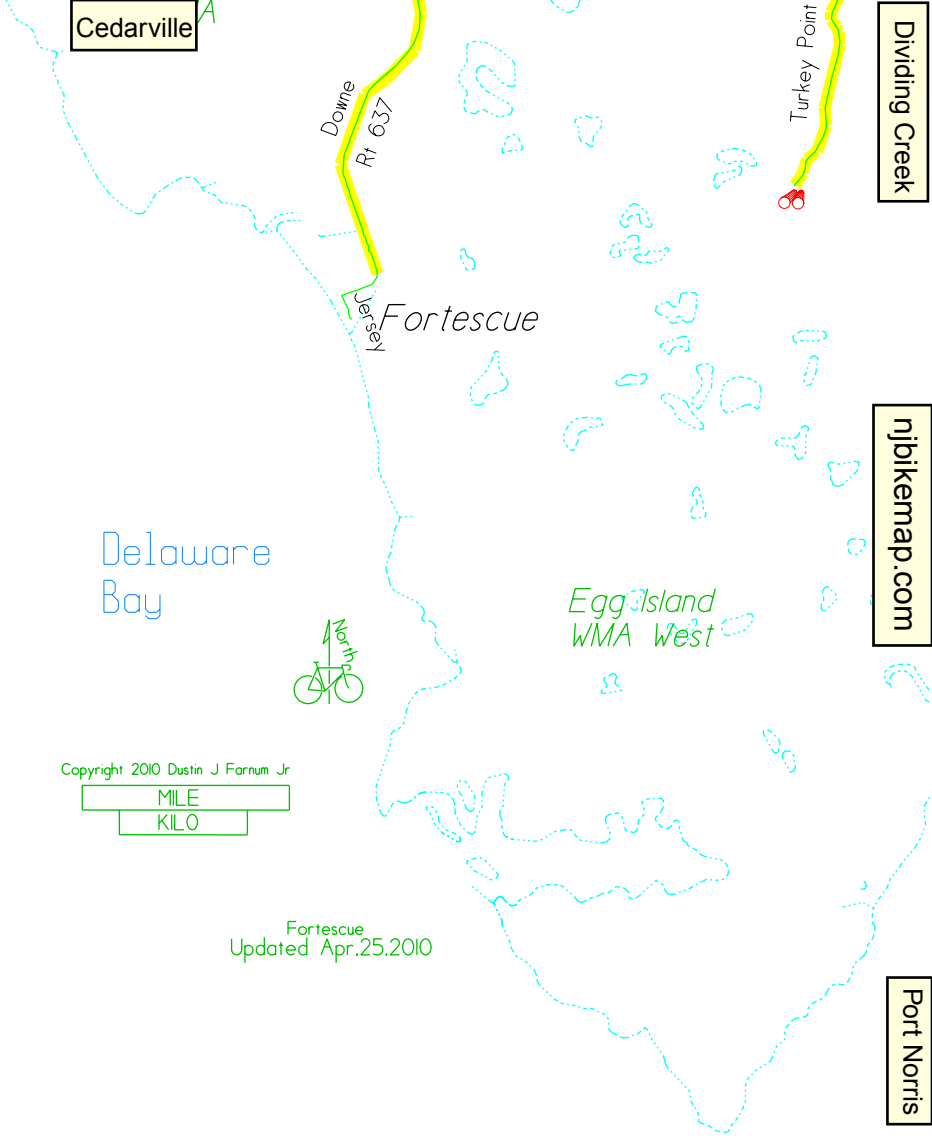 Cedarville
A
Turkey Point
Dividing Creek
Downe
Rt 637
Jersey
Fortescue
njbikemap.com
Delaware
Bay
Egg Island
WMA West
North
Copyright 2010 Dustin J Farnum Jr
MILE
KILO
Fortescue
Updated Apr.25.2010
Port Norris